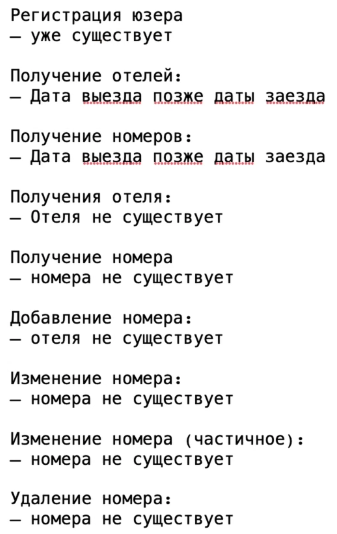 Регистрация юзера
– уже существует
Получение отелей:
– Дата выезда позже даты заезда
Получение номеров:
– Дата выезда позже даты заезда
Получения отеля:
– Отеля не существует
Получение номера
– номера не существует
Добавление номера:
– отеля не существует
Изменение номера:
– номера не существует
Изменение номера (частичное):
– номера не существует
Удаление номера:
– номера не существует